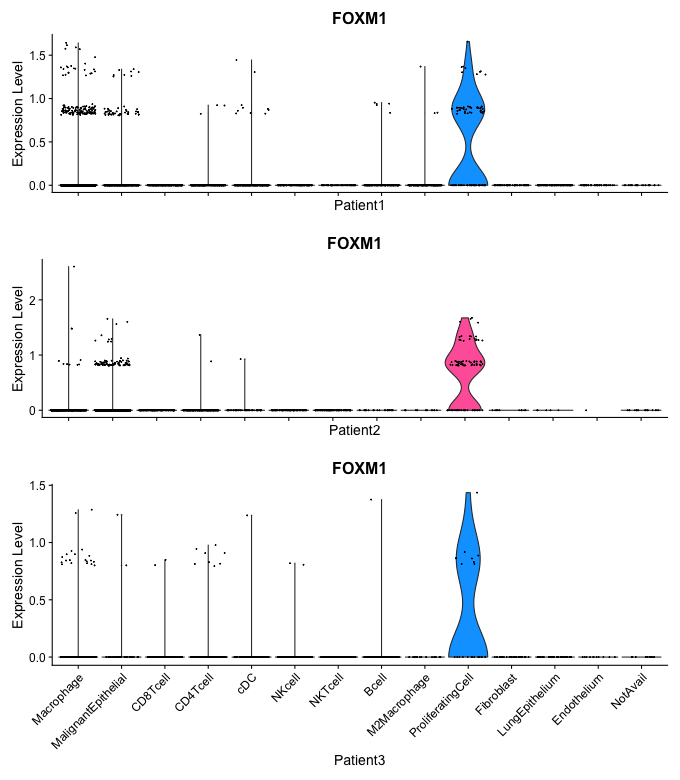 FOXM1
Expression Level
1.5
1.0
0.5
0.0
Patient1
FOXM1
Expression Level
2
1
0
Patient2
FOXM1
Expression Level
1.5
1.0
0.5
0.0
Macrophage
MalignantEpithelial
CD8Tcell
CD4Tcell
cDC
NKcell
NKTcell
Bcell
M2Macrophage
ProliferatingCell
Fibroblast
LungEpithelium
Endothelium
NotAvail
Patient3